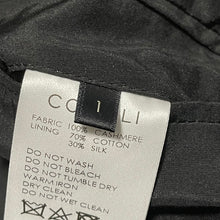 1
FABRIC 100% CASHMERE
LINING 70% COTTON
30% SILK
DO NOT WASH
DO NOT BLEACH
DO NOT TUMBLE DRY
WARM IRON
DRY CLEAN
DO NOT WET CLEAN